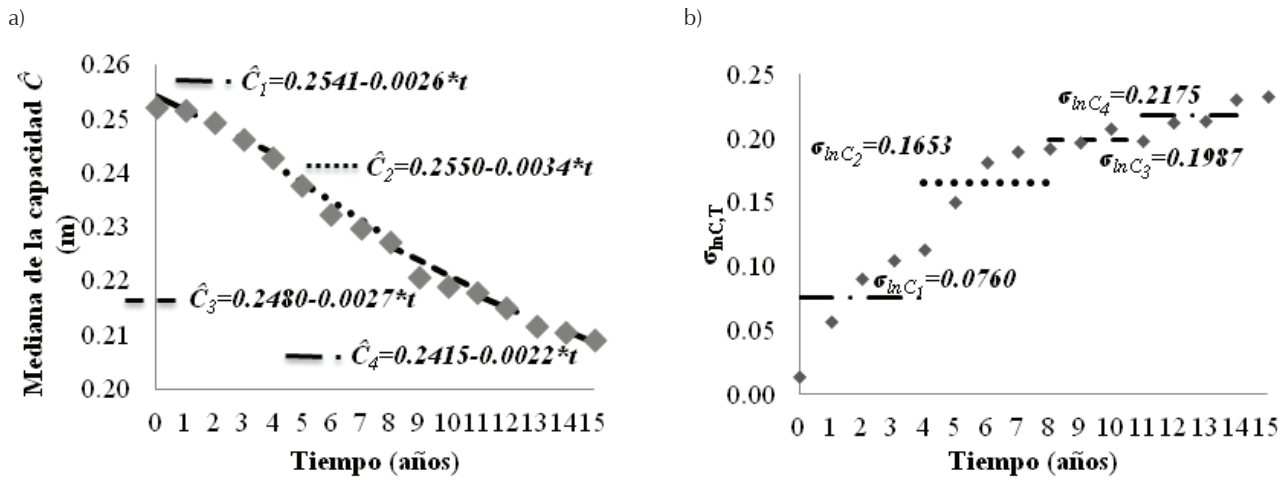 a)
Mediana de la capacidad Ĉ
(m)
0.26
0.25
0.24
0.23
0.22
0.21
0.20
Ĉ1=0.2541-0.0026*t
Ĉ2=0.2550-0.0034*t
Ĉ3=0.2480-0.0027*t
Ĉ4=0.2415-0.0022*t
0 1 2 3 4 5 6 7 8 9 10 11 12 13 14 15
Tiempo (años)
b)
σlnC,T
0.25
0.20
0.15
0.10
0.05
0.00
σlnC4=0.2175
σlnC2=0.1653
σlnC3=0.1987
σlnC1=0.0760
0 1 2 3 4 5 6 7 8 9 10 11 12 13 14 15
Tiempo (años)